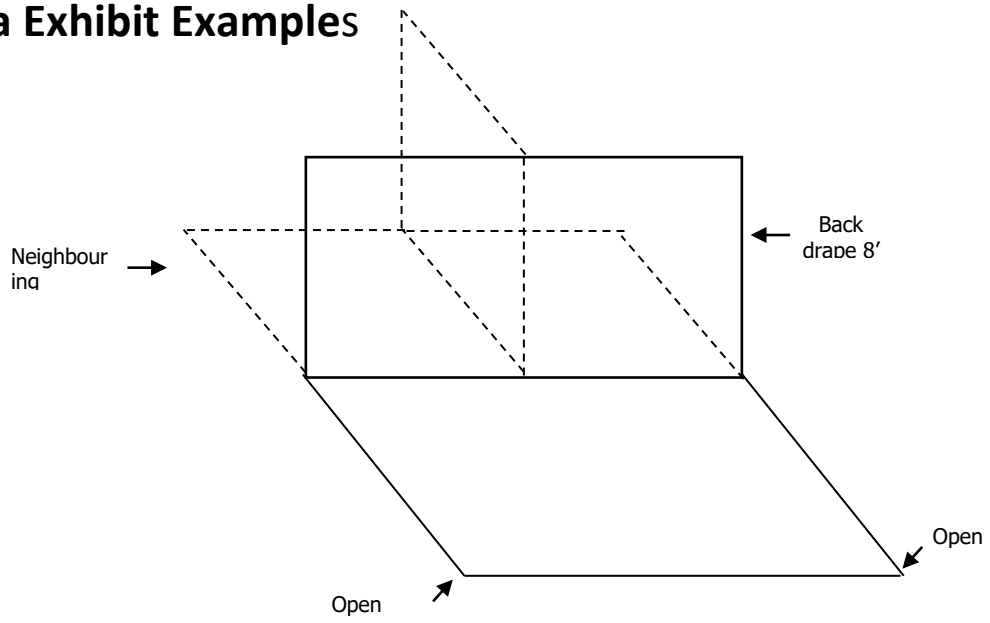 a Exhibit Examples
Back
drape 8’
Neighbour
ing
Open
Open